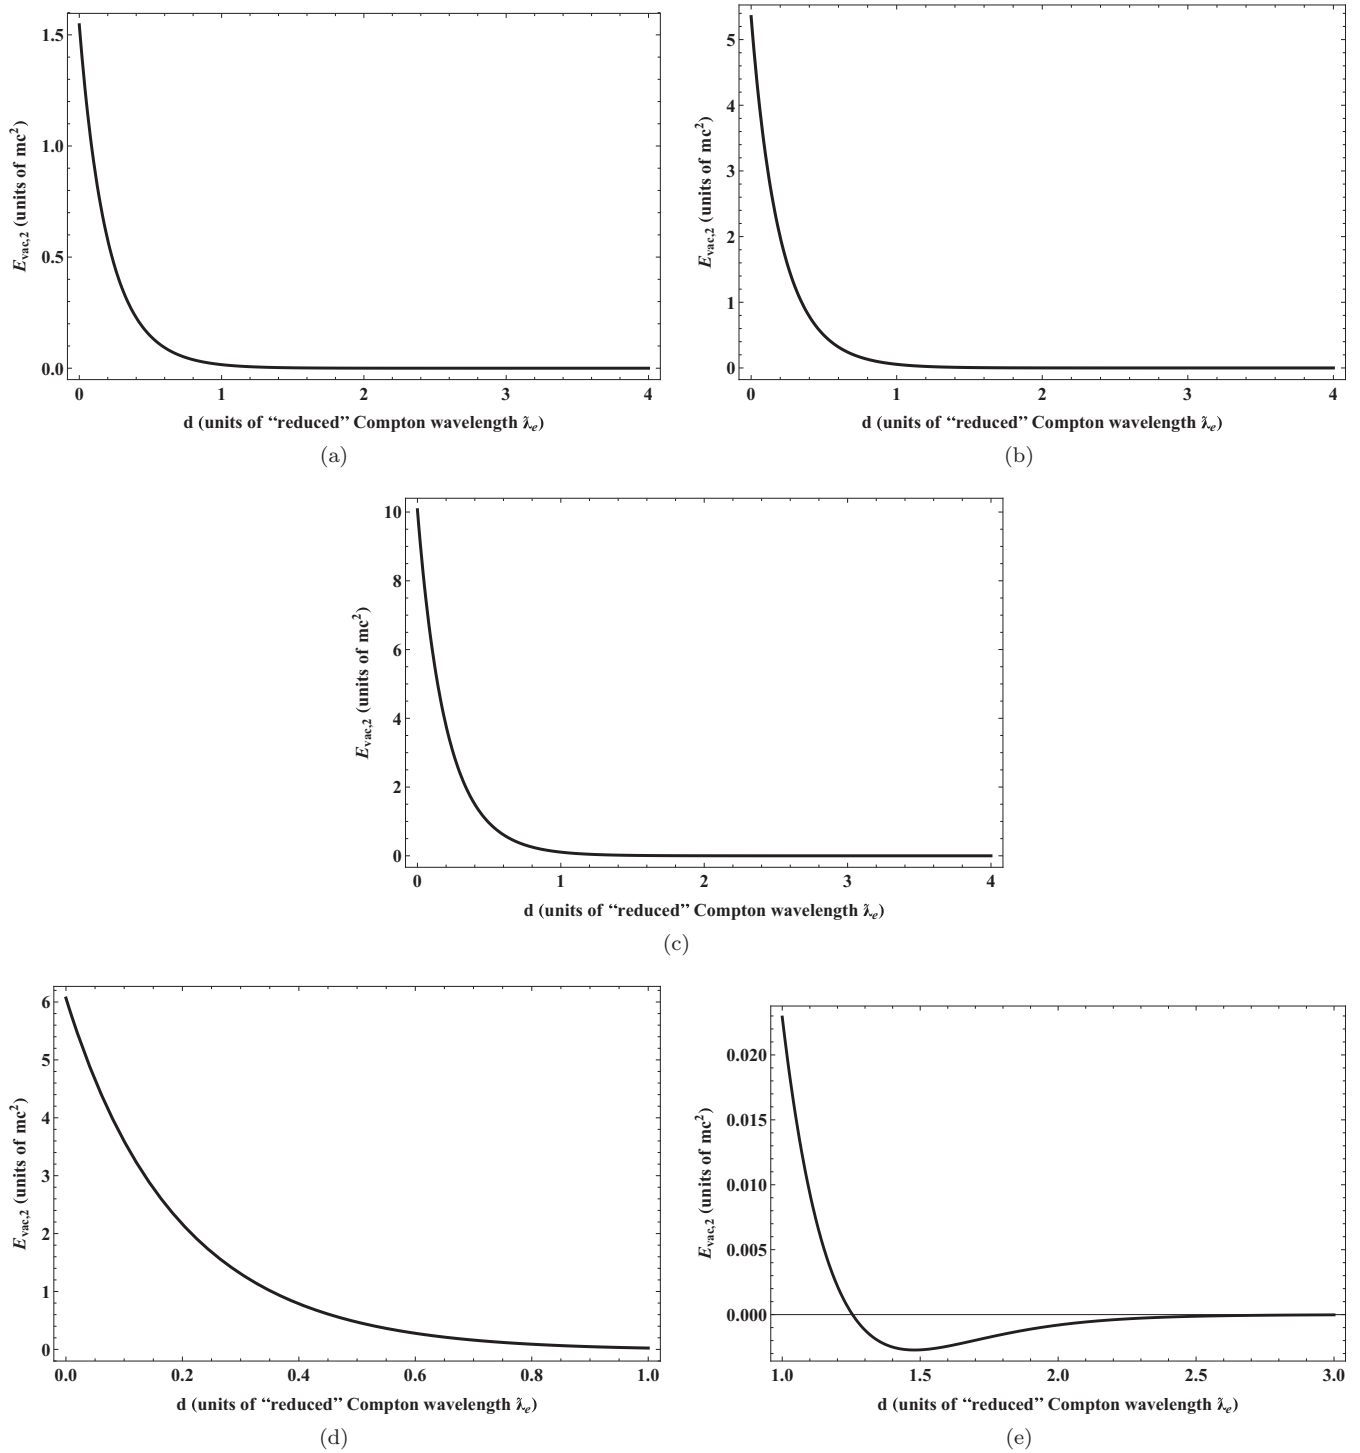 1.5
1.0
0.5
0.0
E_vac,2 (units of mc²)
0 1 2 3 4
d (units of “reduced” Compton wavelength ƛ_e)
(a)
5
4
3
2
1
0
E_vac,2 (units of mc²)
0 1 2 3 4
d (units of “reduced” Compton wavelength ƛ_e)
(b)
10
8
6
4
2
0
E_vac,2 (units of mc²)
0 1 2 3 4
d (units of “reduced” Compton wavelength ƛ_e)
(c)
6
5
4
3
2
1
0
E_vac,2 (units of mc²)
0.0 0.2 0.4 0.6 0.8 1.0
d (units of “reduced” Compton wavelength ƛ_e)
(d)
0.020
0.015
0.010
0.005
0.000
E_vac,2 (units of mc²)
1.0 1.5 2.0 2.5 3.0
d (units of “reduced” Compton wavelength ƛ_e)
(e)